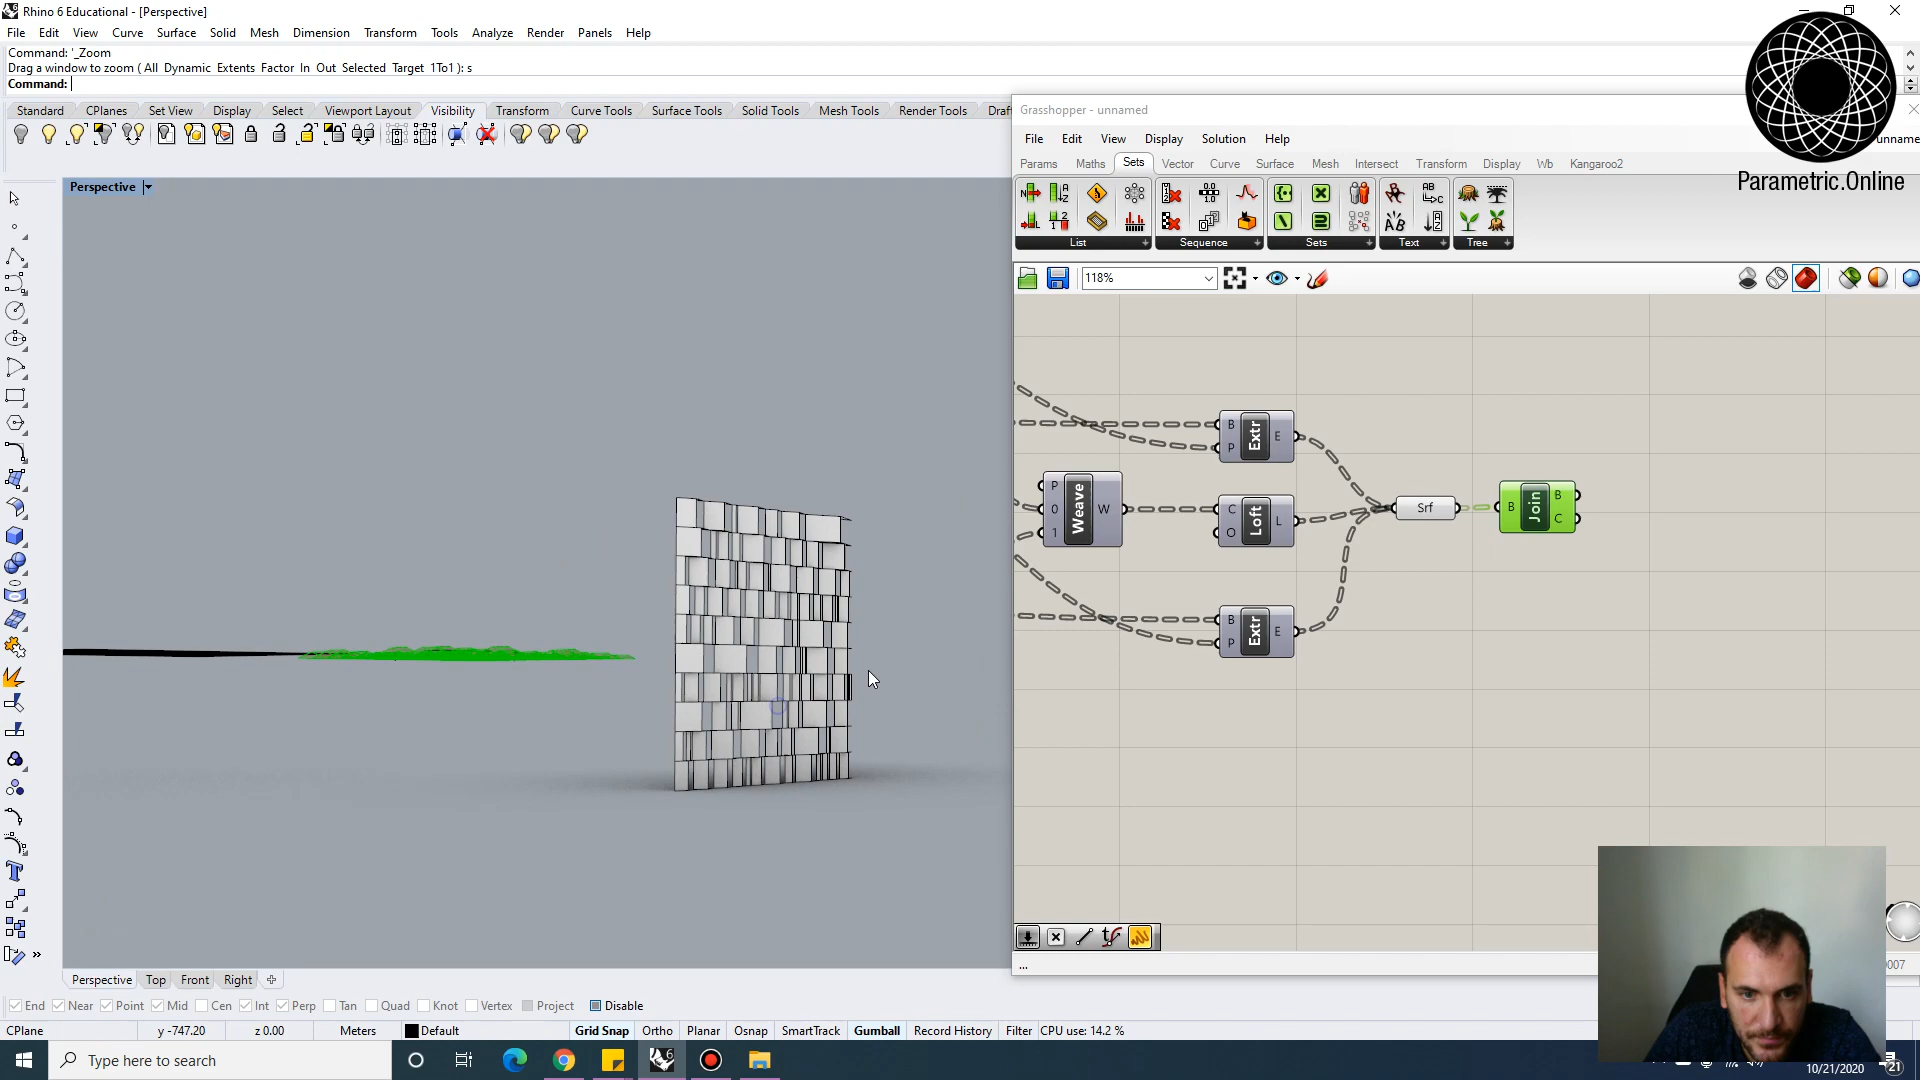 Rhino 6 Educational - [Perspective]
File Edit View Curve Surface Solid Mesh Dimension Transform Tools Analyze Render Panels Help
Command: '_Zoom
Drag a window to zoom ( All Dynamic Extents Factor In Out Selected Target 1To1 ): s
Command:
Standard CPlanes Set View Display Select Viewport Layout Visibility Transform Curve Tools Surface Tools Solid Tools Mesh Tools Render Tools Draf
Perspective
Grasshopper - unnamed
File Edit View Display Solution Help
unname
Parametric.Online
Params Maths Sets Vector Curve Surface Mesh Intersect Transform Display Wb Kangaroo2
List Sequence Sets Text Tree
118%
B P Extr E
P 0 1 Weave W
C O Loft L
Srf
B Join B C
B P Extr E
...
0007
Perspective Top Front Right
End Near Point Mid Cen Int Perp Tan Quad Knot Vertex Project Disable
CPlane y -747.20 z 0.00 Meters Default Grid Snap Ortho Planar Osnap SmartTrack Gumball Record History Filter CPU use: 14.2 %
Type here to search
10/21/2020
21